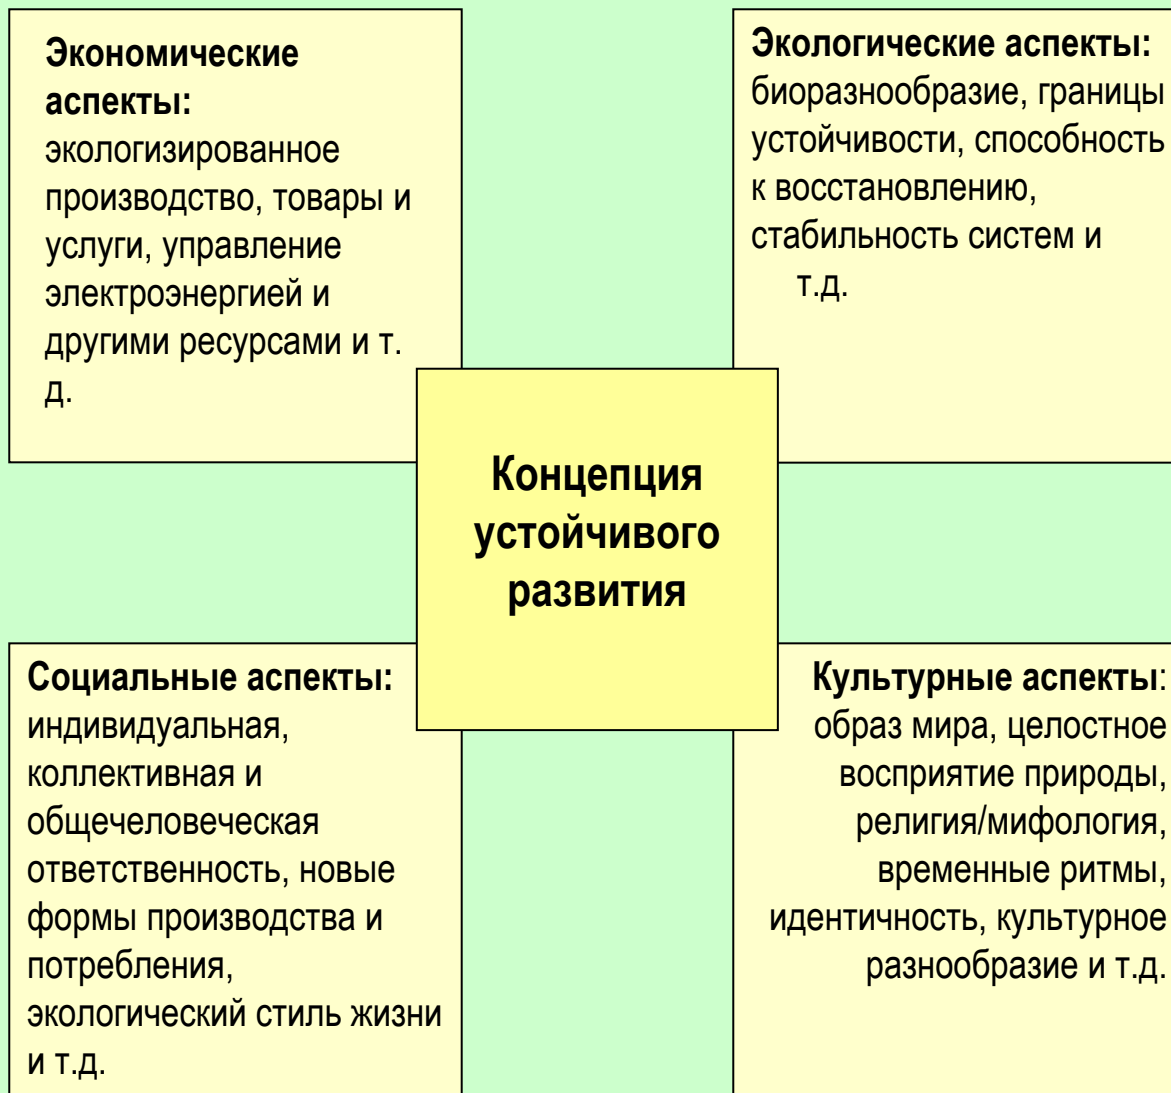 Экономические
аспекты:
экологизированное
производство, товары и
услуги, управление
электроэнергией и
другими ресурсами и т.
д.
Экологические аспекты:
биоразнообразие, границы
устойчивости, способность
к восстановлению,
стабильность систем и
т.д.
Концепция
устойчивого
развития
Социальные аспекты:
индивидуальная,
коллективная и
общечеловеческая
ответственность, новые
формы производства и
потребления,
экологический стиль жизни
и т.д.
Культурные аспекты:
образ мира, целостное
восприятие природы,
религия/мифология,
временные ритмы,
идентичность, культурное
разнообразие и т.д.